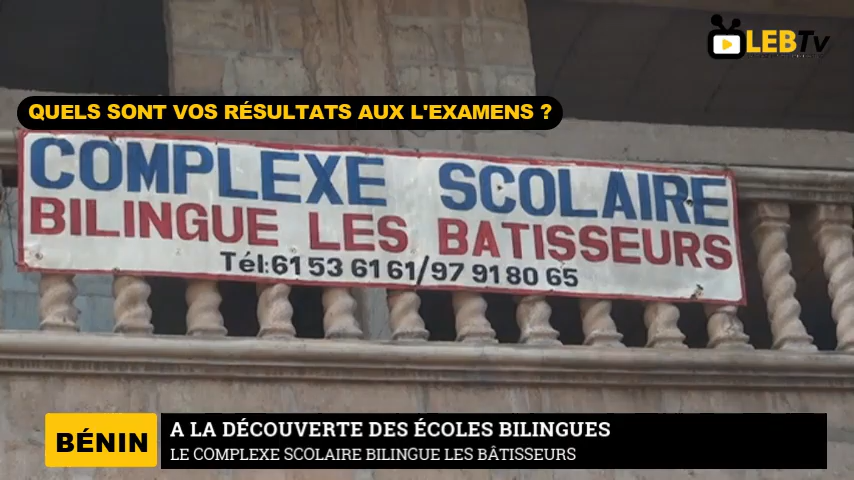 LEBTv
QUELS SONT VOS RÉSULTATS AUX L'EXAMENS ?
COMPLEXE SCOLAIRE
BILINGUE LES BATISSEURS
Tél:61 53 61 61/97 91 80 65
BÉNIN
A LA DÉCOUVERTE DES ÉCOLES BILINGUES
LE COMPLEXE SCOLAIRE BILINGUE LES BÂTISSEURS